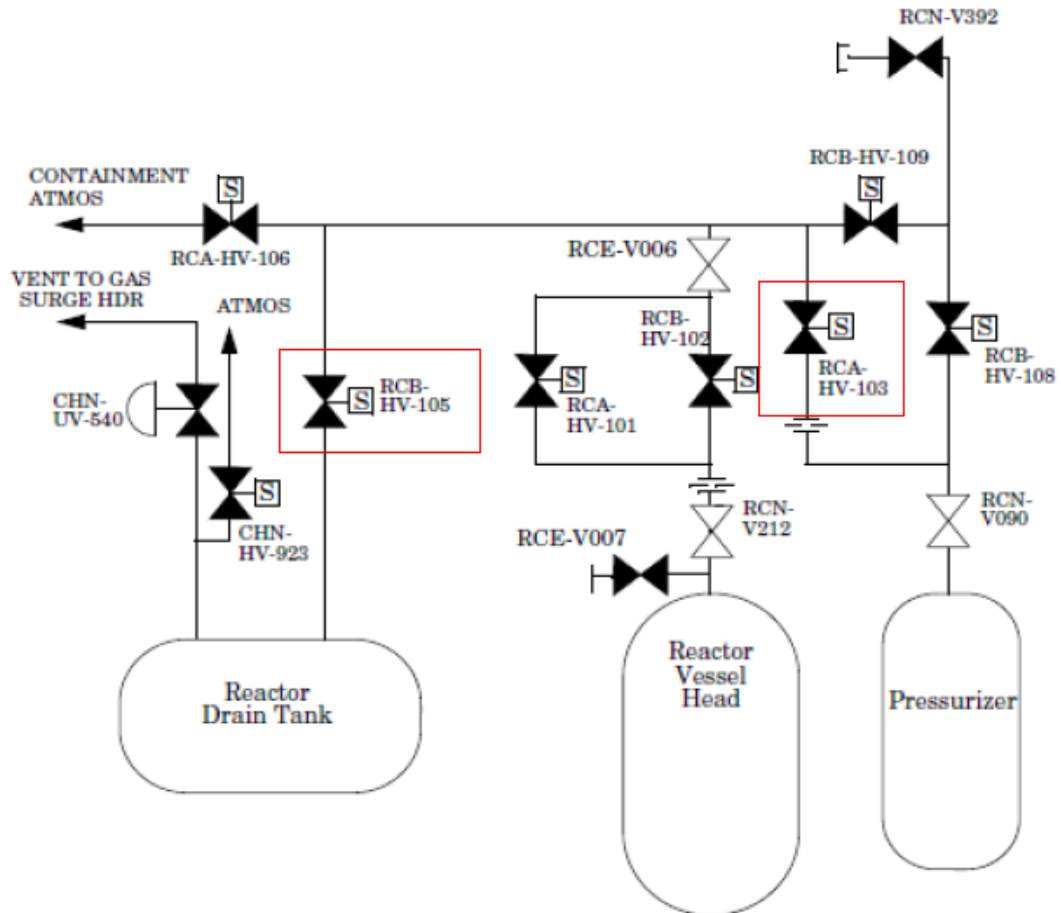 RCN-V392
RCB-HV-109
CONTAINMENT
ATMOS
S
S
RCA-HV-106
RCE-V006
VENT TO GAS
SURGE HDR
ATMOS
RCB-
HV-102
S
S
RCB-
HV-108
RCA-
HV-103
CHN-
UV-540
S
RCB-
HV-105
S
RCA-
HV-101
S
S
CHN-
HV-923
RCN-
V212
RCN-
V090
RCE-V007
Reactor
Drain Tank
Reactor
Vessel
Head
Pressurizer